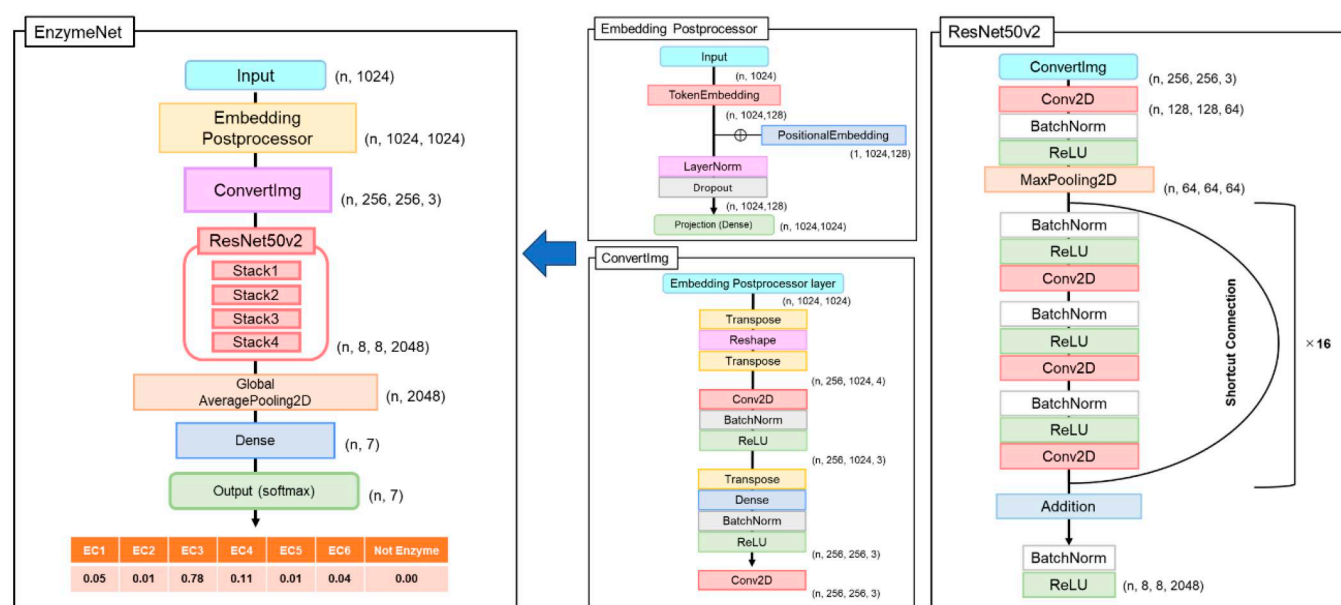 EnzymeNet
Input
(n, 1024)
Embedding
Postprocessor
(n, 1024, 1024)
ConvertImg
(n, 256, 256, 3)
ResNet50v2
Stack1
Stack2
Stack3
Stack4
(n, 8, 8, 2048)
Global
AveragePooling2D
(n, 2048)
Dense
(n, 7)
Output (softmax)
(n, 7)
EC1 EC2 EC3 EC4 EC5 EC6 Not Enzyme
0.05 0.01 0.78 0.11 0.01 0.04 0.00
Embedding Postprocessor
Input
(n, 1024)
TokenEmbedding
(n, 1024,128)
PositionalEmbedding
(1, 1024,128)
LayerNorm
Dropout
(n, 1024,128)
Projection (Dense)
(n, 1024,1024)
ConvertImg
Embedding Postprocessor layer
(n, 1024, 1024)
Transpose
Reshape
Transpose
(n, 256, 1024, 4)
Conv2D
BatchNorm
ReLU
(n, 256, 1024, 3)
Transpose
Dense
BatchNorm
ReLU
(n, 256, 256, 3)
Conv2D
(n, 256, 256, 3)
ResNet50v2
ConvertImg
(n, 256, 256, 3)
Conv2D
(n, 128, 128, 64)
BatchNorm
ReLU
MaxPooling2D
(n, 64, 64, 64)
BatchNorm
ReLU
Conv2D
BatchNorm
ReLU
Conv2D
BatchNorm
ReLU
Conv2D
Shortcut Connection
×16
Addition
BatchNorm
ReLU
(n, 8, 8, 2048)